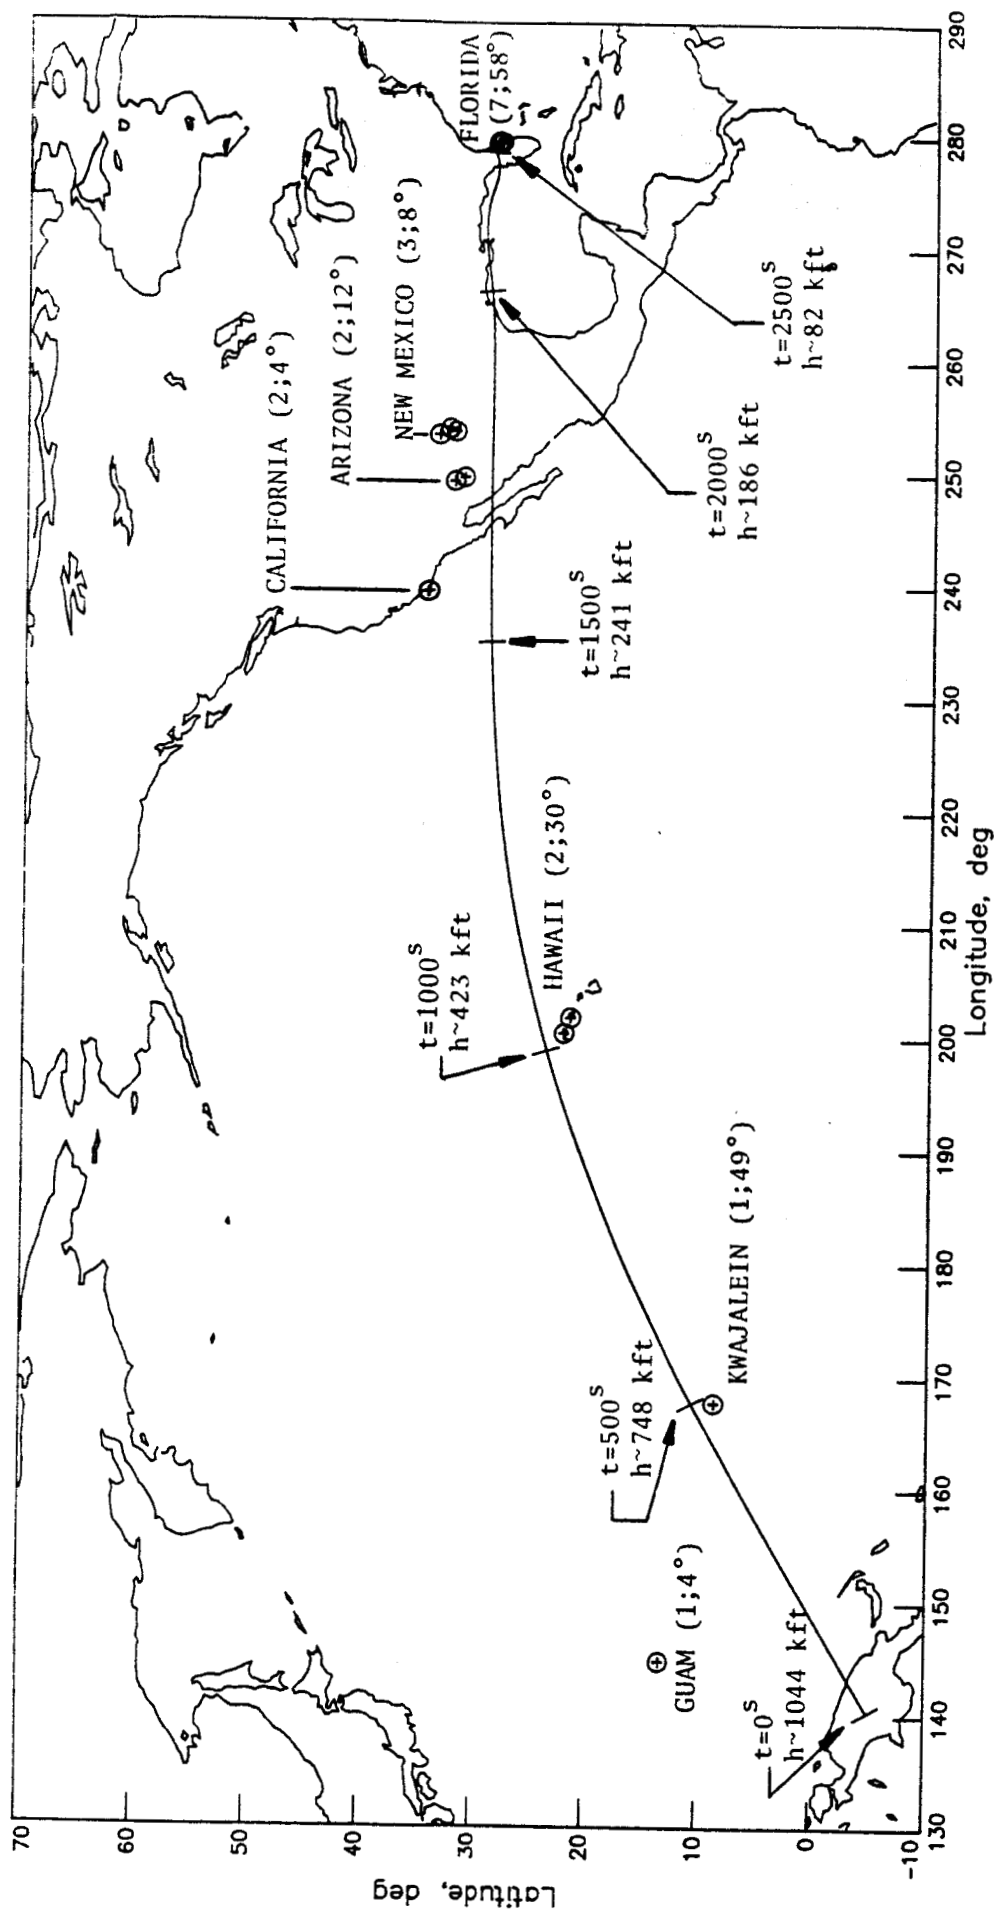 70
60
50
40
30
20
10
0
-10
Latitude, deg
130
140
150
160
170
180
190
200
210
220
230
240
250
260
270
280
290
Longitude, deg
t=0s
h~1044 kft
GUAM (1;4°)
t=500s
h~748 kft
KWAJALEIN (1;49°)
t=1000s
h~423 kft
HAWAII (2;30°)
t=1500s
h~241 kft
CALIFORNIA (2;4°)
ARIZONA (2;12°)
NEW MEXICO (3;8°)
t=2000s
h~186 kft
t=2500s
h~82 kft
FLORIDA
(7;58°)